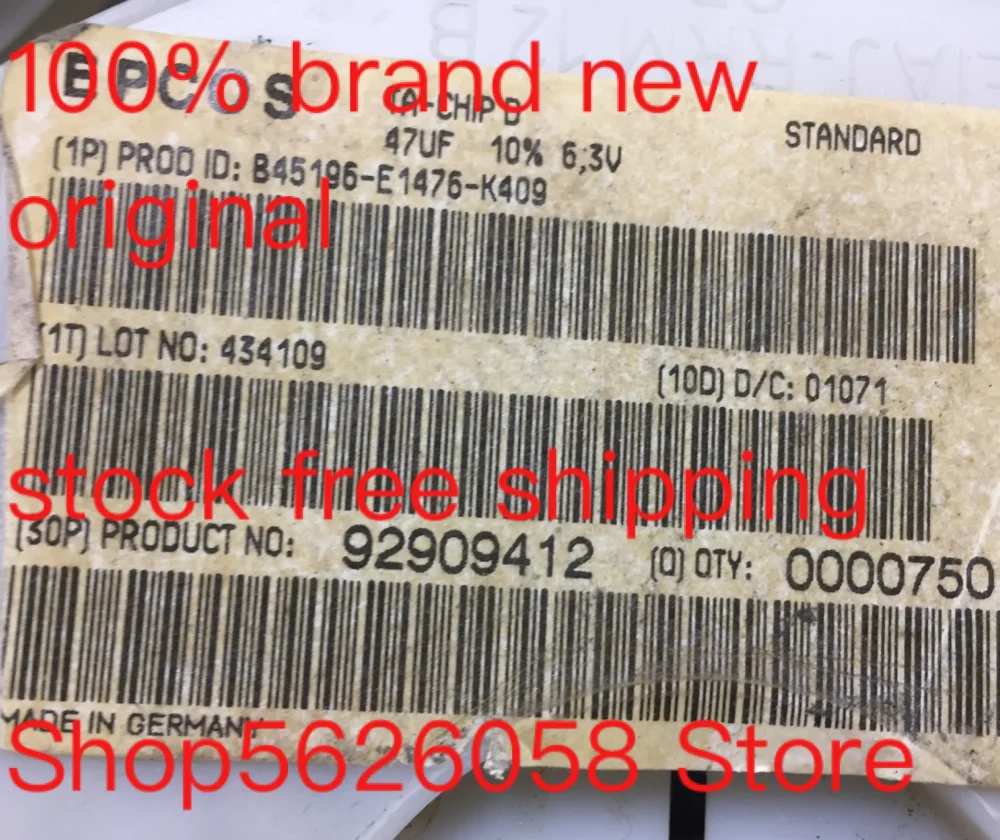 100% brand new
EPCOS
TA-CHIP D
47UF 10% 6,3V
STANDARD
(1P) PROD ID: B45196-E1476-K409
original
(1T) LOT NO: 434109
(10D) D/C: 01071
stock free shipping
(30P) PRODUCT NO: 92909412 (Q) QTY: 0000750
MADE IN GERMANY
Shop5626058 Store